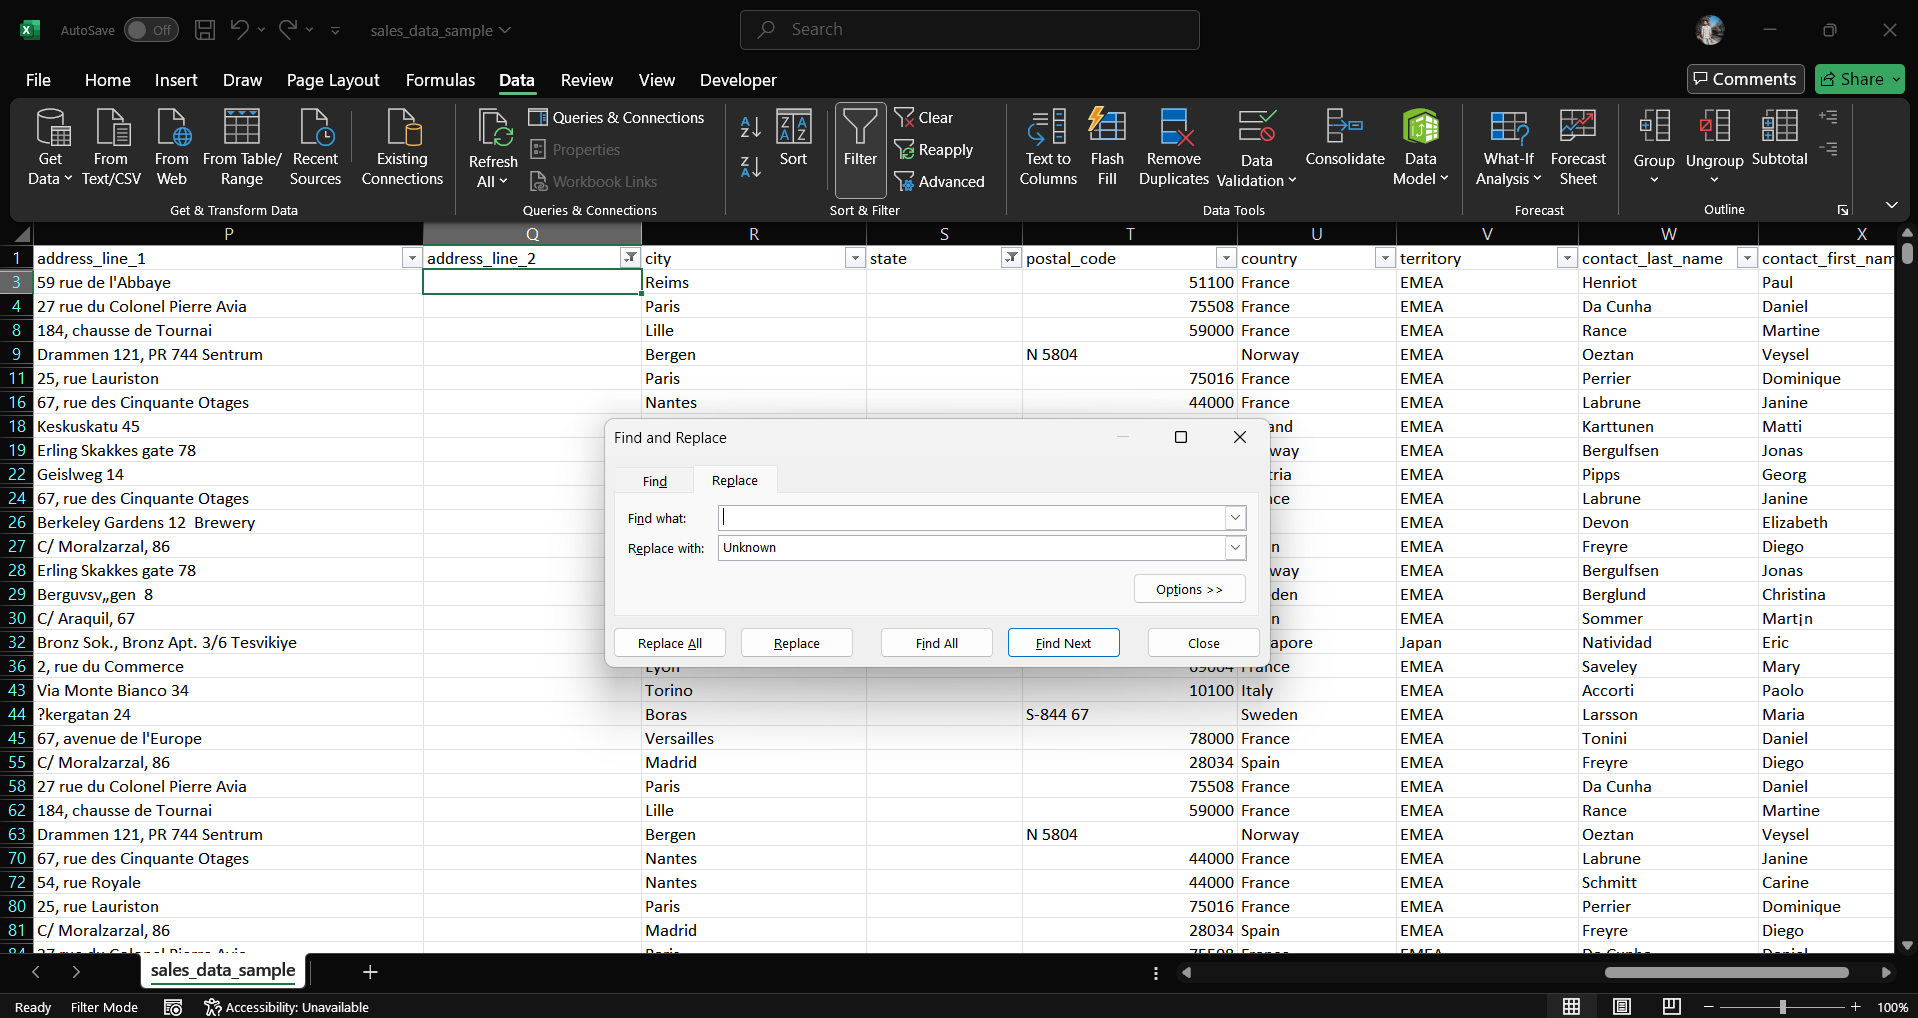 AutoSave Off sales_data_sample Search
File Home Insert Draw Page Layout Formulas Data Review View Developer Comments Share
Get Data From Text/CSV From Web From Table/ Range Recent Sources Existing Connections
Get & Transform Data
Refresh All Queries & Connections Properties Workbook Links
Queries & Connections
Sort Filter Clear Reapply Advanced
Sort & Filter
Text to Columns Flash Fill Remove Duplicates Data Validation Consolidate Data Model
Data Tools
What-If Analysis Forecast Sheet
Forecast
Group Ungroup Subtotal
Outline
P Q R S T U V W X
1 address_line_1 address_line_2 city state postal_code country territory contact_last_name contact_first_nam
3 59 rue de l'Abbaye Reims 51100 France EMEA Henriot Paul
4 27 rue du Colonel Pierre Avia Paris 75508 France EMEA Da Cunha Daniel
8 184, chausse de Tournai Lille 59000 France EMEA Rance Martine
9 Drammen 121, PR 744 Sentrum Bergen N 5804 Norway EMEA Oeztan Veysel
11 25, rue Lauriston Paris 75016 France EMEA Perrier Dominique
16 67, rue des Cinquante Otages Nantes 44000 France EMEA Labrune Janine
18 Keskuskatu 45 and EMEA Karttunen Matti
19 Erling Skakkes gate 78 way EMEA Bergulfsen Jonas
22 Geislweg 14 ria EMEA Pipps Georg
24 67, rue des Cinquante Otages nce EMEA Labrune Janine
26 Berkeley Gardens 12 Brewery EMEA Devon Elizabeth
27 C/ Moralzarzal, 86 n EMEA Freyre Diego
28 Erling Skakkes gate 78 way EMEA Bergulfsen Jonas
29 Berguvsv„gen 8 den EMEA Berglund Christina
30 C/ Araquil, 67 n EMEA Sommer Mart¡n
32 Bronz Sok., Bronz Apt. 3/6 Tesvikiye apore Japan Natividad Eric
36 2, rue du Commerce Lyon 69004 France EMEA Saveley Mary
43 Via Monte Bianco 34 Torino 10100 Italy EMEA Accorti Paolo
44 ?kergatan 24 Boras S-844 67 Sweden EMEA Larsson Maria
45 67, avenue de l'Europe Versailles 78000 France EMEA Tonini Daniel
55 C/ Moralzarzal, 86 Madrid 28034 Spain EMEA Freyre Diego
58 27 rue du Colonel Pierre Avia Paris 75508 France EMEA Da Cunha Daniel
62 184, chausse de Tournai Lille 59000 France EMEA Rance Martine
63 Drammen 121, PR 744 Sentrum Bergen N 5804 Norway EMEA Oeztan Veysel
70 67, rue des Cinquante Otages Nantes 44000 France EMEA Labrune Janine
72 54, rue Royale Nantes 44000 France EMEA Schmitt Carine
80 25, rue Lauriston Paris 75016 France EMEA Perrier Dominique
81 C/ Moralzarzal, 86 Madrid 28034 Spain EMEA Freyre Diego
84 27 rue du Colonel Pierre Avia Paris 75508 France EMEA Da Cunha Daniel
Find and Replace
Find Replace
Find what:
Replace with: Unknown
Options >>
Replace All Replace Find All Find Next Close
sales_data_sample
Ready Filter Mode Accessibility: Unavailable 100%